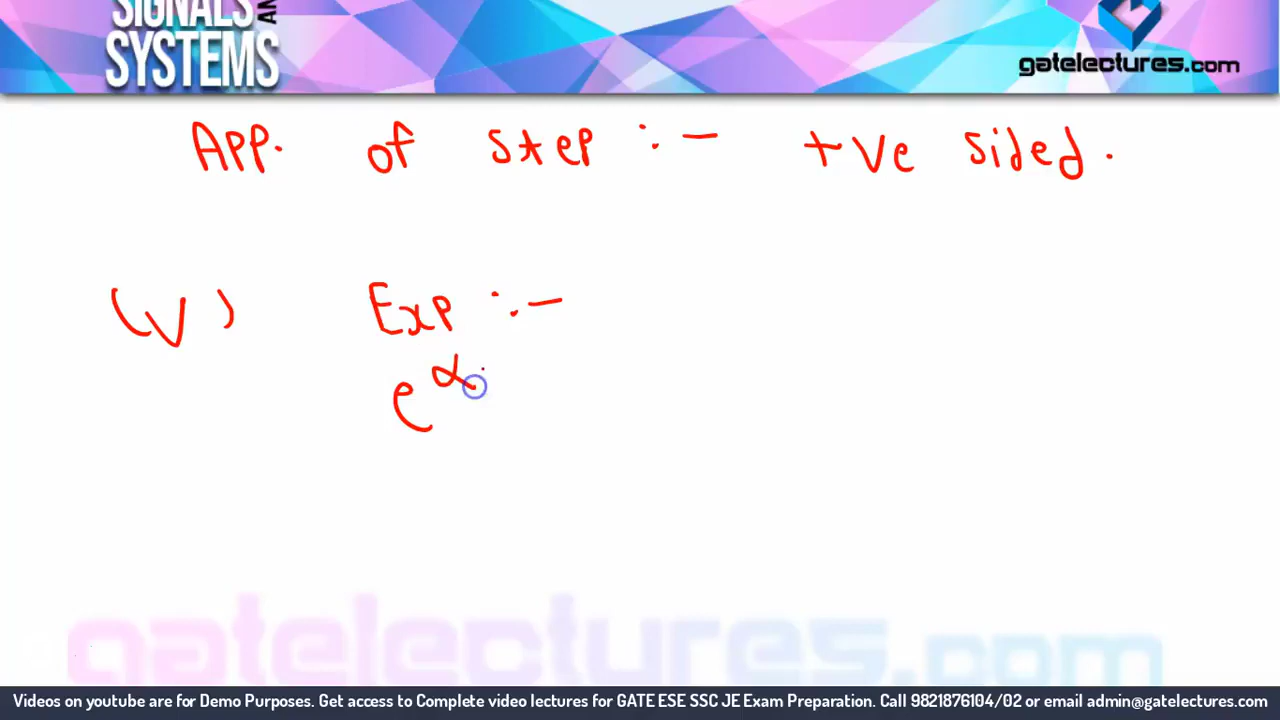 SIGNALS AN
SYSTEMS
gatelectures.com
App. of step :- +ve sided.
(v) Exp :-
e^α
gatelectures.com
Videos on youtube are for Demo Purposes. Get access to Complete video lectures for GATE ESE SSC JE Exam Preparation. Call 9821876104/02 or email admin@gatelectures.com